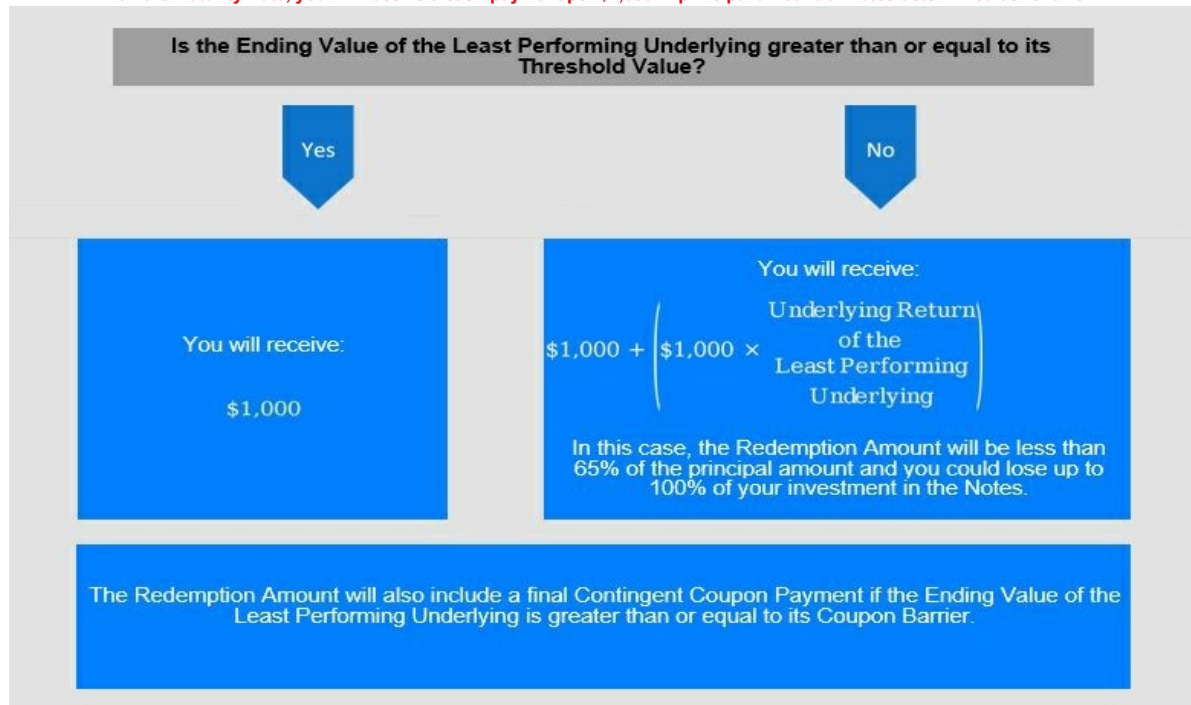 Is the Ending Value of the Least Performing Underlying greater than or equal to its
Threshold Value?
Yes
No
You will receive:
$1,000
You will receive:
$1,000 + ($1,000 × Underlying Return
of the
Least Performing
Underlying)
In this case, the Redemption Amount will be less than
65% of the principal amount and you could lose up to
100% of your investment in the Notes.
The Redemption Amount will also include a final Contingent Coupon Payment if the Ending Value of the
Least Performing Underlying is greater than or equal to its Coupon Barrier.